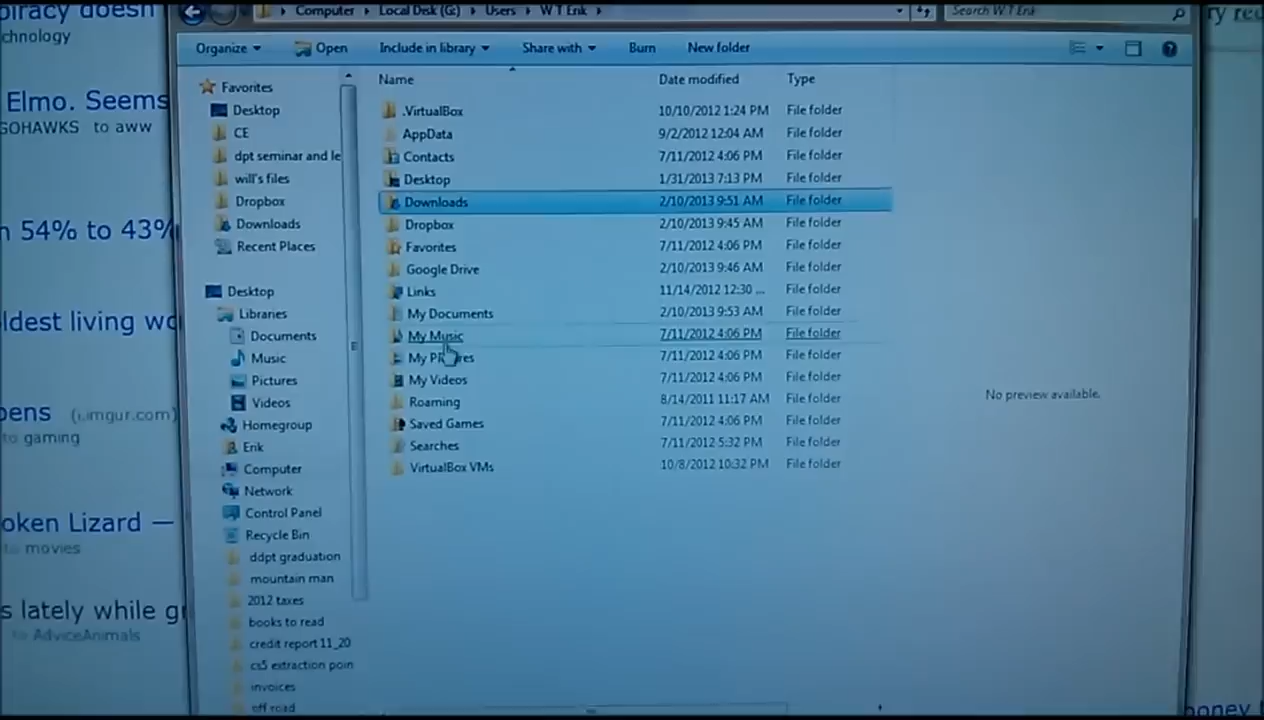 piracy doesn
chnology
Elmo. Seems
GOHAWKS to aww
n 54% to 43%
ldest living wo
pens (i.imgur.com)
to gaming
oken Lizard —
to movies
s lately while gr
to AdviceAnimals
Computer Local Disk (G:) Users W T Erik
Search W T Erik
ry rec
Organize Open Include in library Share with Burn New folder
Favorites
Desktop
CE
dpt seminar and le
will's files
Dropbox
Downloads
Recent Places
Desktop
Libraries
Documents
Music
Pictures
Videos
Homegroup
Erik
Computer
Network
Control Panel
Recycle Bin
ddpt graduation
mountain man
2012 taxes
books to read
credit report 11_20
cs5 extraction poin
invoices
off road
Name Date modified Type
.VirtualBox 10/10/2012 1:24 PM File folder
AppData 9/2/2012 12:04 AM File folder
Contacts 7/11/2012 4:06 PM File folder
Desktop 1/31/2013 7:13 PM File folder
Downloads 2/10/2013 9:51 AM File folder
Dropbox 2/10/2013 9:45 AM File folder
Favorites 7/11/2012 4:06 PM File folder
Google Drive 2/10/2013 9:46 AM File folder
Links 11/14/2012 12:30 ... File folder
My Documents 2/10/2013 9:53 AM File folder
My Music 7/11/2012 4:06 PM File folder
My Pictures 7/11/2012 4:06 PM File folder
My Videos 7/11/2012 4:06 PM File folder
Roaming 8/14/2011 11:17 AM File folder
Saved Games 7/11/2012 4:06 PM File folder
Searches 7/11/2012 5:32 PM File folder
VirtualBox VMs 10/8/2012 10:32 PM File folder
No preview available.